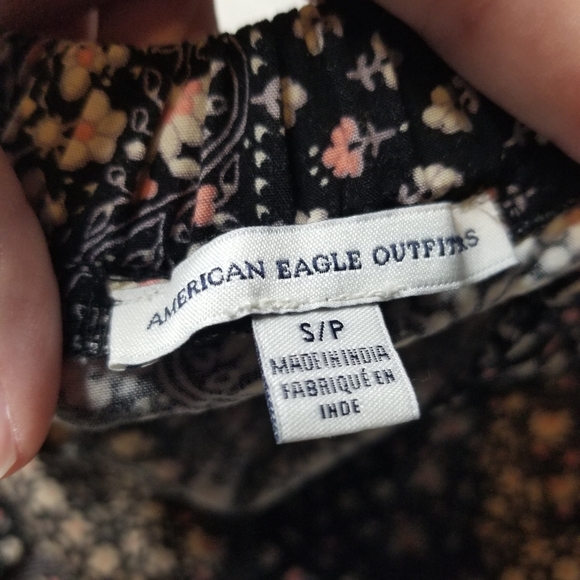 AMERICAN EAGLE OUTFITTERS
S/P
MADE IN INDIA
FABRIQUÉ EN
INDE